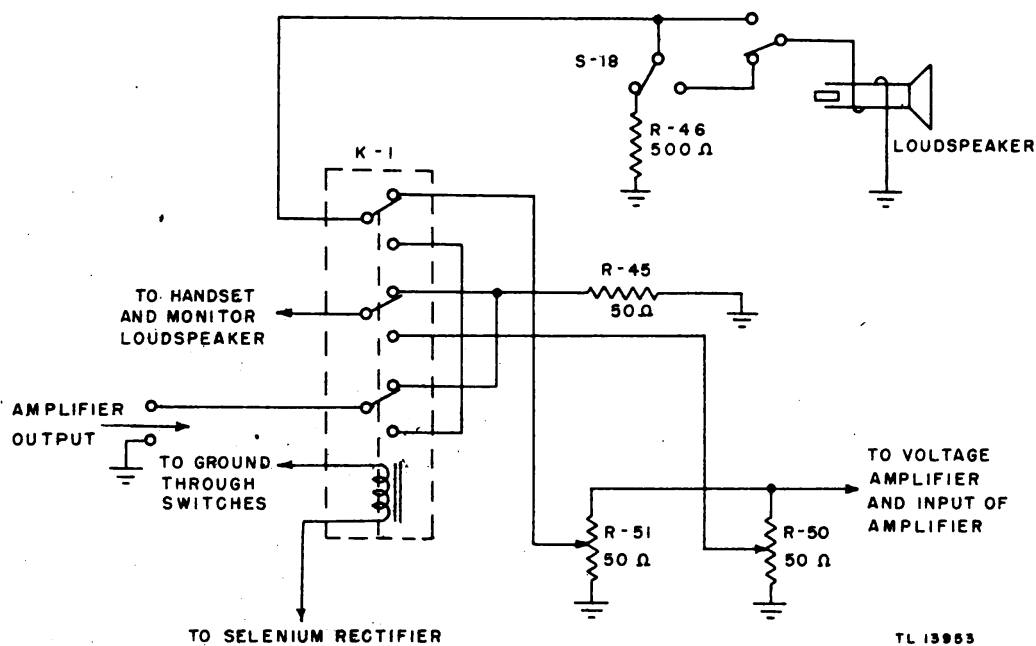 S-18
R-46
500 Ω
LOUDSPEAKER
K-1
R-45
50 Ω
TO HANDSET
AND MONITOR
LOUDSPEAKER
AMPLIFIER
OUTPUT
TO GROUND
THROUGH
SWITCHES
TO VOLTAGE
AMPLIFIER
AND INPUT OF
AMPLIFIER
R-51
50 Ω
R-50
50 Ω
TO SELENIUM RECTIFIER
TL 13953